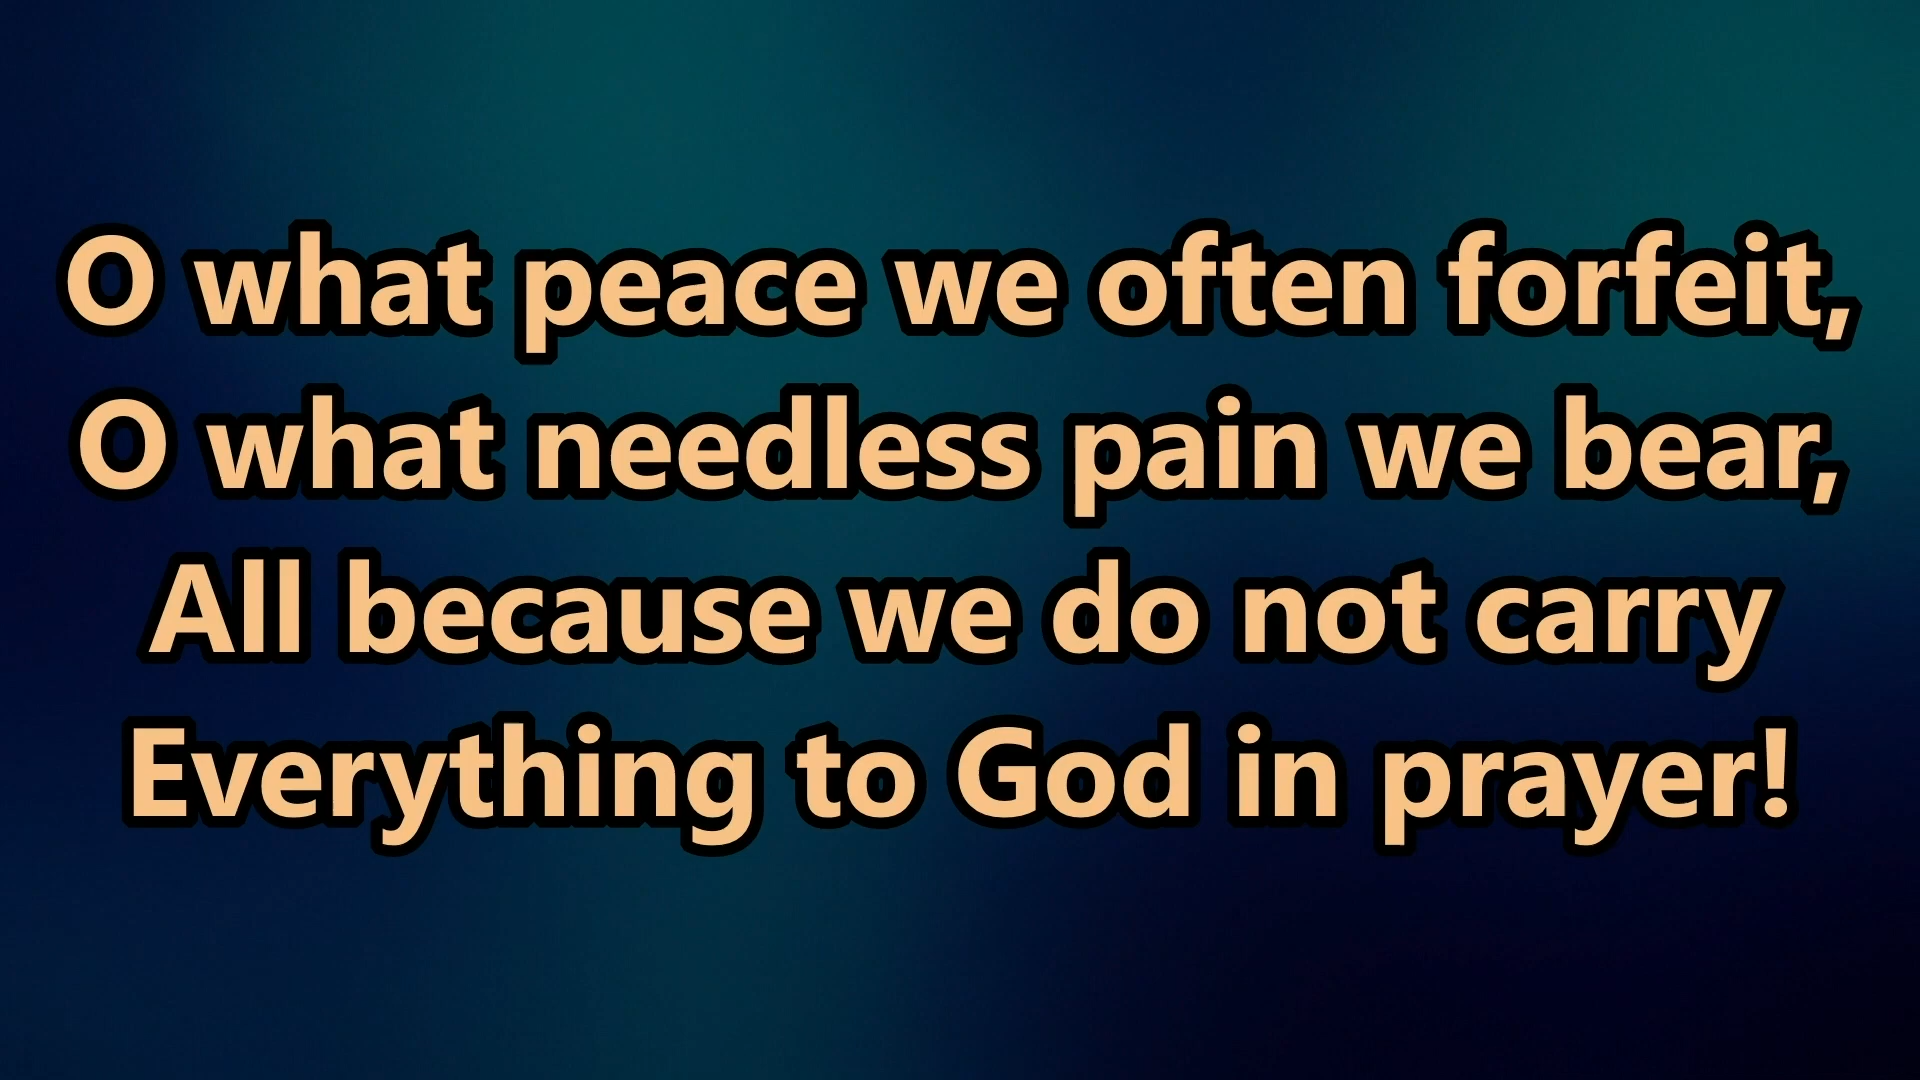 O what peace we often forfeit,
O what needless pain we bear,
All because we do not carry
Everything to God in prayer!